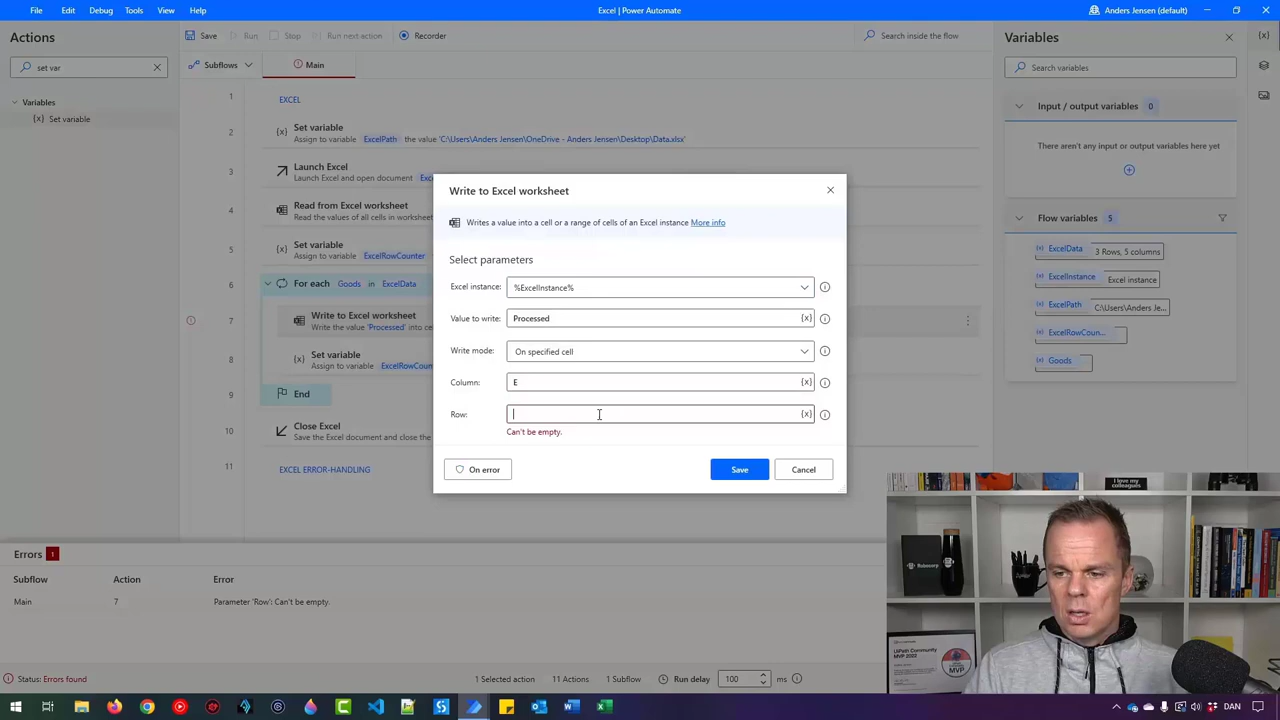 File Edit Debug Tools View Help
Excel | Power Automate
Anders Jensen (default)
Actions
set var
Variables
{x} Set variable
Save Run Stop Run next action Recorder
Search inside the flow
Subflows
Main
1 EXCEL
2 Set variable
Assign to variable ExcelPath the value 'C:\Users\Anders Jensen\OneDrive - Anders Jensen\Desktop\Data.xlsx'
3 Launch Excel
Launch Excel and open document
4 Read from Excel worksheet
Read the values of all cells in worksheet
5 Set variable
Assign to variable ExcelRowCounter
6 For each Goods in ExcelData
7 Write to Excel worksheet
Write the value 'Processed' into
8 Set variable
Assign to variable
9 End
10 Close Excel
Save the Excel document and close the
11 EXCEL ERROR-HANDLING
Write to Excel worksheet
Writes a value into a cell or a range of cells of an Excel instance More info
Select parameters
Excel instance: %ExcelInstance%
Value to write: Processed {x}
Write mode: On specified cell
Column: E {x}
Row: {x}
Can't be empty.
On error
Save
Cancel
Variables
{x}
Search variables
Input / output variables 0
There aren't any input or output variables here yet
Flow variables 5
ExcelData 3 Rows, 5 columns
ExcelInstance Excel instance
ExcelPath C:\Users\Anders Je...
ExcelRowCoun...
Goods
Errors !
Subflow Action Error
Main 7 Parameter 'Row': Can't be empty.
Status: Errors found
1 Selected action 11 Actions 1 Subflow Run delay 100 ms
I love my
colleagues
Robocorp
UiPath Community
MVP 2022
DAN